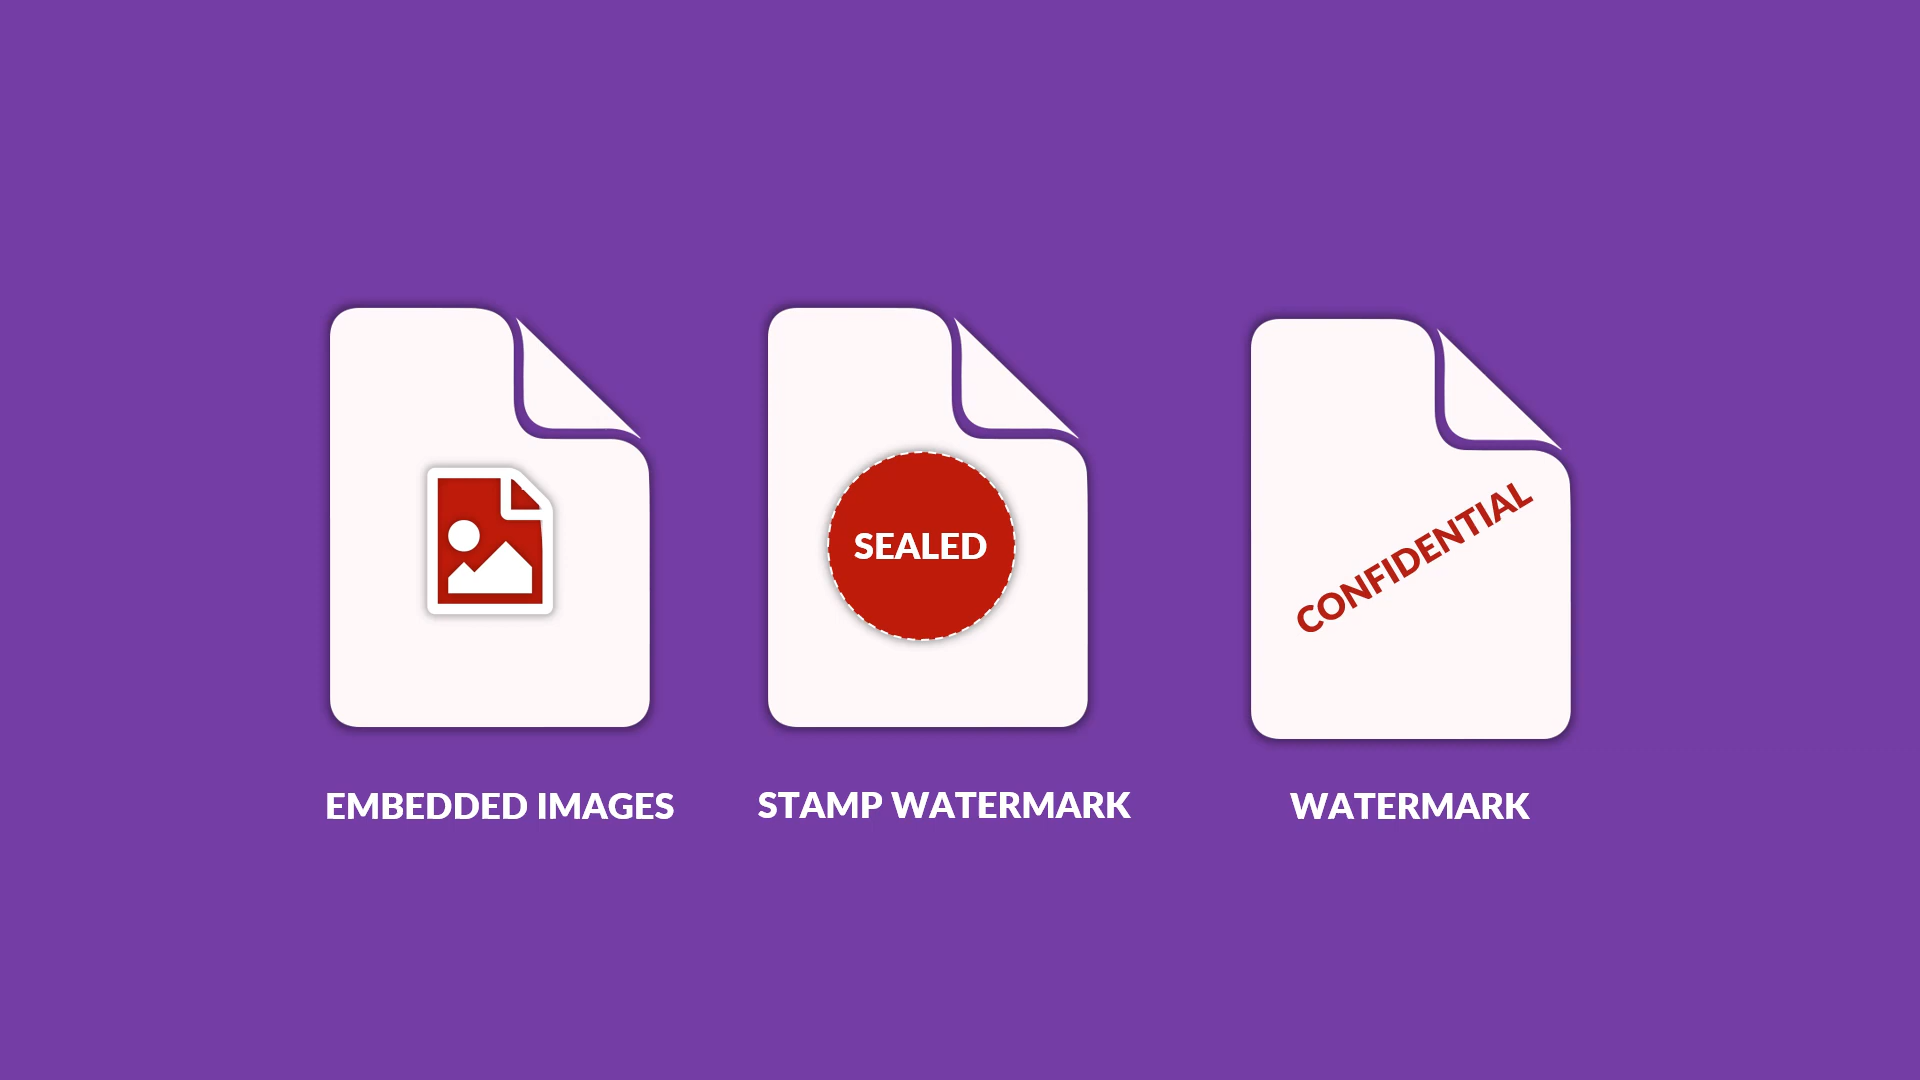 SEALED
CONFIDENTIAL
EMBEDDED IMAGES
STAMP WATERMARK
WATERMARK